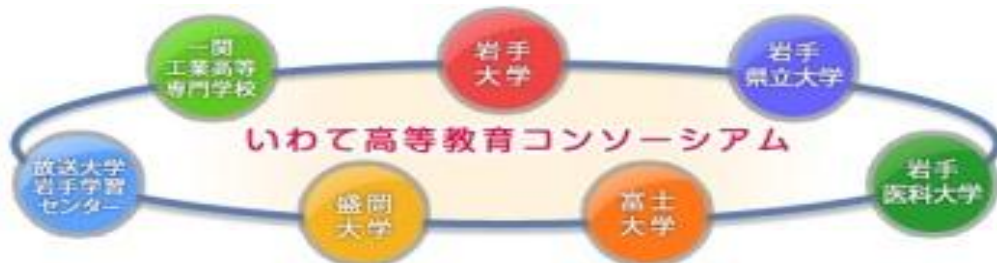 一関
工業高等
専門学校
岩手
大学
岩手
県立大学
いわて高等教育コンソーシアム
放送大学
岩手学習
センター
盛岡
大学
富士
大学
岩手
医科大学